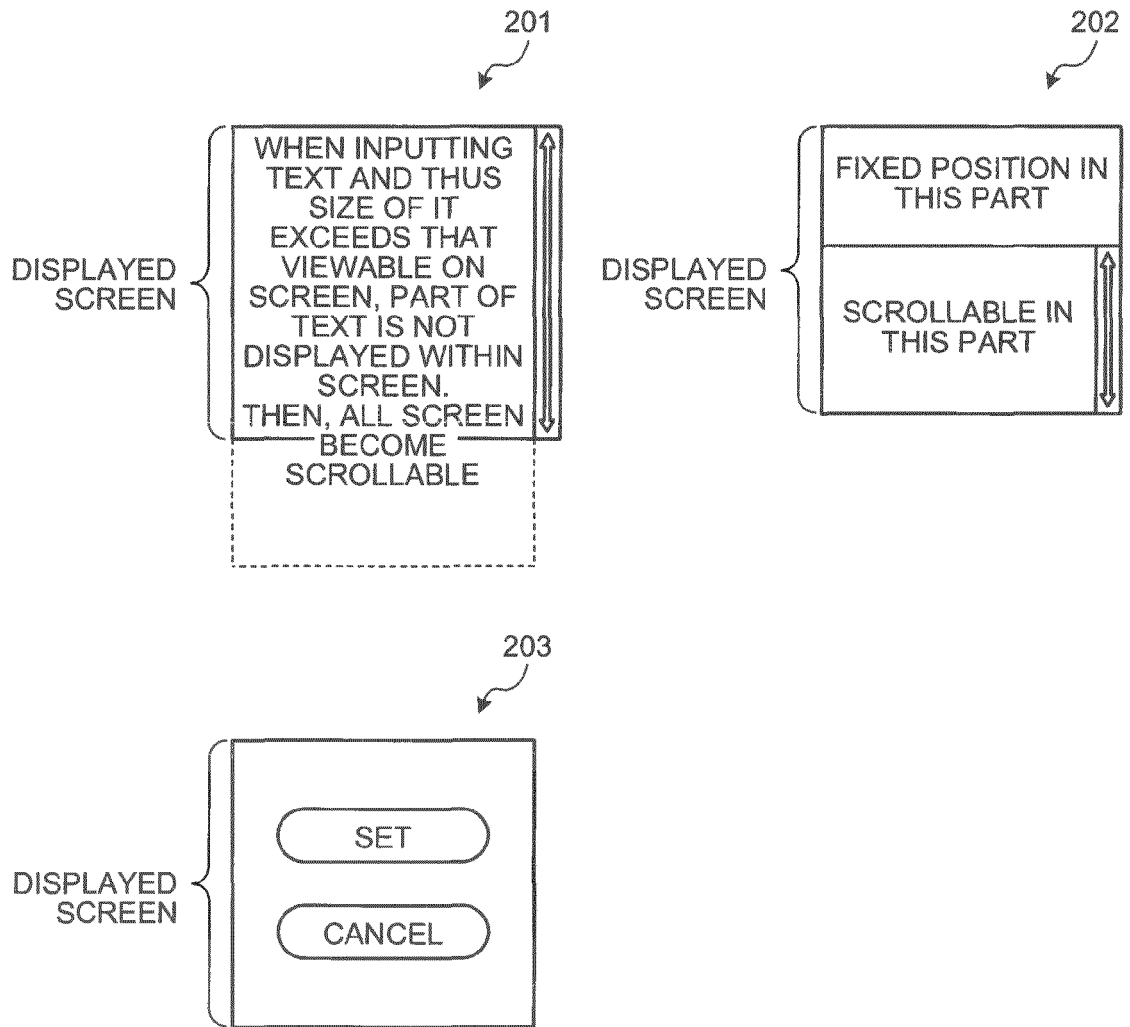 201
DISPLAYED
SCREEN
WHEN INPUTTING
TEXT AND THUS
SIZE OF IT
EXCEEDS THAT
VIEWABLE ON
SCREEN, PART OF
TEXT IS NOT
DISPLAYED WITHIN
SCREEN.
THEN, ALL SCREEN
BECOME
SCROLLABLE
202
DISPLAYED
SCREEN
FIXED POSITION IN
THIS PART
SCROLLABLE IN
THIS PART
203
DISPLAYED
SCREEN
SET
CANCEL